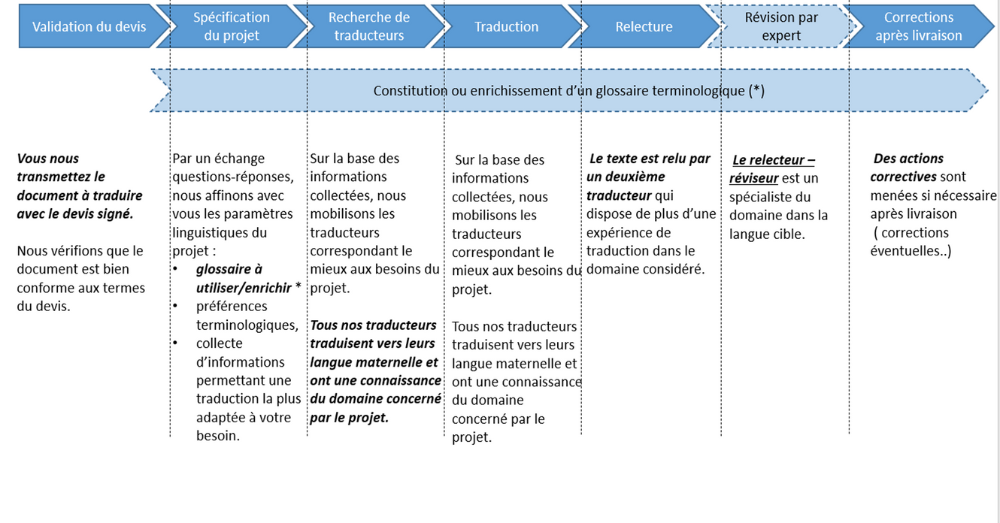 Validation du devis
Spécification
du projet
Recherche de
traducteurs
Traduction
Relecture
Révision par
expert
Corrections
après livraison
Constitution ou enrichissement d’un glossaire terminologique (*)
Vous nous
transmettez le
document à traduire
avec le devis signé.
Nous vérifions que le
document est bien
conforme aux termes
du devis.
Par un échange
questions-réponses,
nous affinons avec
vous les paramètres
linguistiques du
projet :
• glossaire à
utiliser/enrichir *
• préférences
terminologiques,
• collecte
d’informations
permettant une
traduction la plus
adaptée à votre
besoin.
Sur la base des
informations
collectées, nous
mobilisons les
traducteurs
correspondant le
mieux aux besoins du
projet.
Tous nos traducteurs
traduisent vers leurs
langue maternelle et
ont une connaissance
du domaine concerné
par le projet.
Sur la base des
informations
collectées, nous
mobilisons les
traducteurs
correspondant le
mieux aux besoins du
projet.
Tous nos traducteurs
traduisent vers leurs
langue maternelle et
ont une connaissance
du domaine
concerné par le
projet.
Le texte est relu par
un deuxième
traducteur qui
dispose de plus d’une
expérience de
traduction dans le
domaine considéré.
Le relecteur –
réviseur est un
spécialiste du
domaine dans la
langue cible.
Des actions
correctives sont
menées si nécessaire
après livraison
( corrections
éventuelles..)